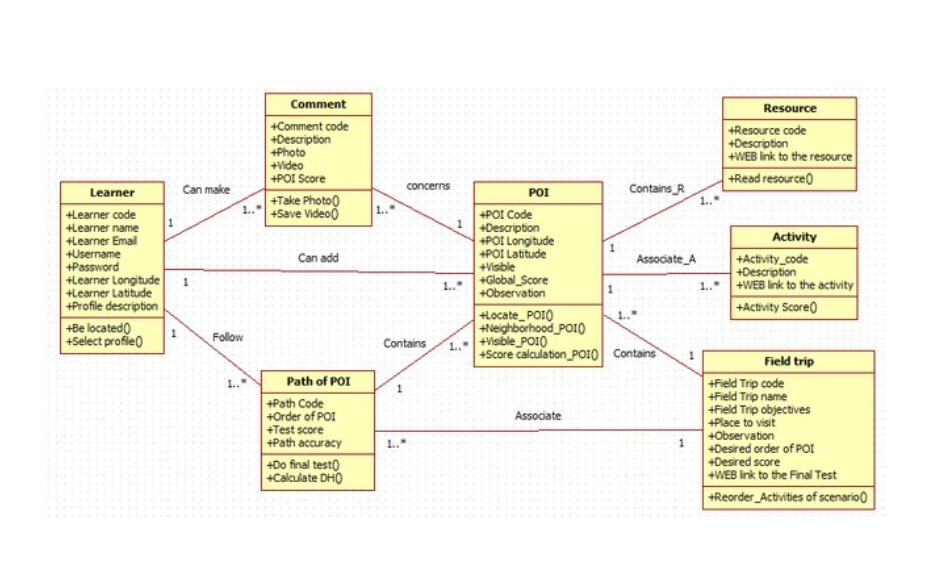 Comment
+Comment code
+Description
+Photo
+Video
+POI Score
+Take Photo()
+Save Video()
Resource
+Resource code
+Description
+WEB link to the resource
+Read resource()
Learner
+Learner code
+Learner name
+Learner Email
+Username
+Password
+Learner Longitude
+Learner Latitude
+Profile description
+Be located()
+Select profile()
Can make
1
1..*
concerns
1..*
1
POI
+POI Code
+Description
+POI Longitude
+POI Latitude
+Visible
+Global_Score
+Observation
+Locate_ POI()
+Neighborhood_POI()
+Visible_POI()
+Score calculation_POI()
Contains_R
1
1..*
Activity
+Activity_code
+Description
+WEB link to the activity
+Activity Score()
Can add
1
1..*
Associate_A
1
1..*
Follow
1
1..*
Contains
1..*
1
Contains
1..*
1
Path of POI
+Path Code
+Order of POI
+Test score
+Path accuracy
+Do final test()
+Calculate DH()
Associate
1..*
1
Field trip
+Field Trip code
+Field Trip name
+Field Trip objectives
+Place to visit
+Observation
+Desired order of POI
+Desired score
+WEB link to the Final Test
+Reorder_Activities of scenario()